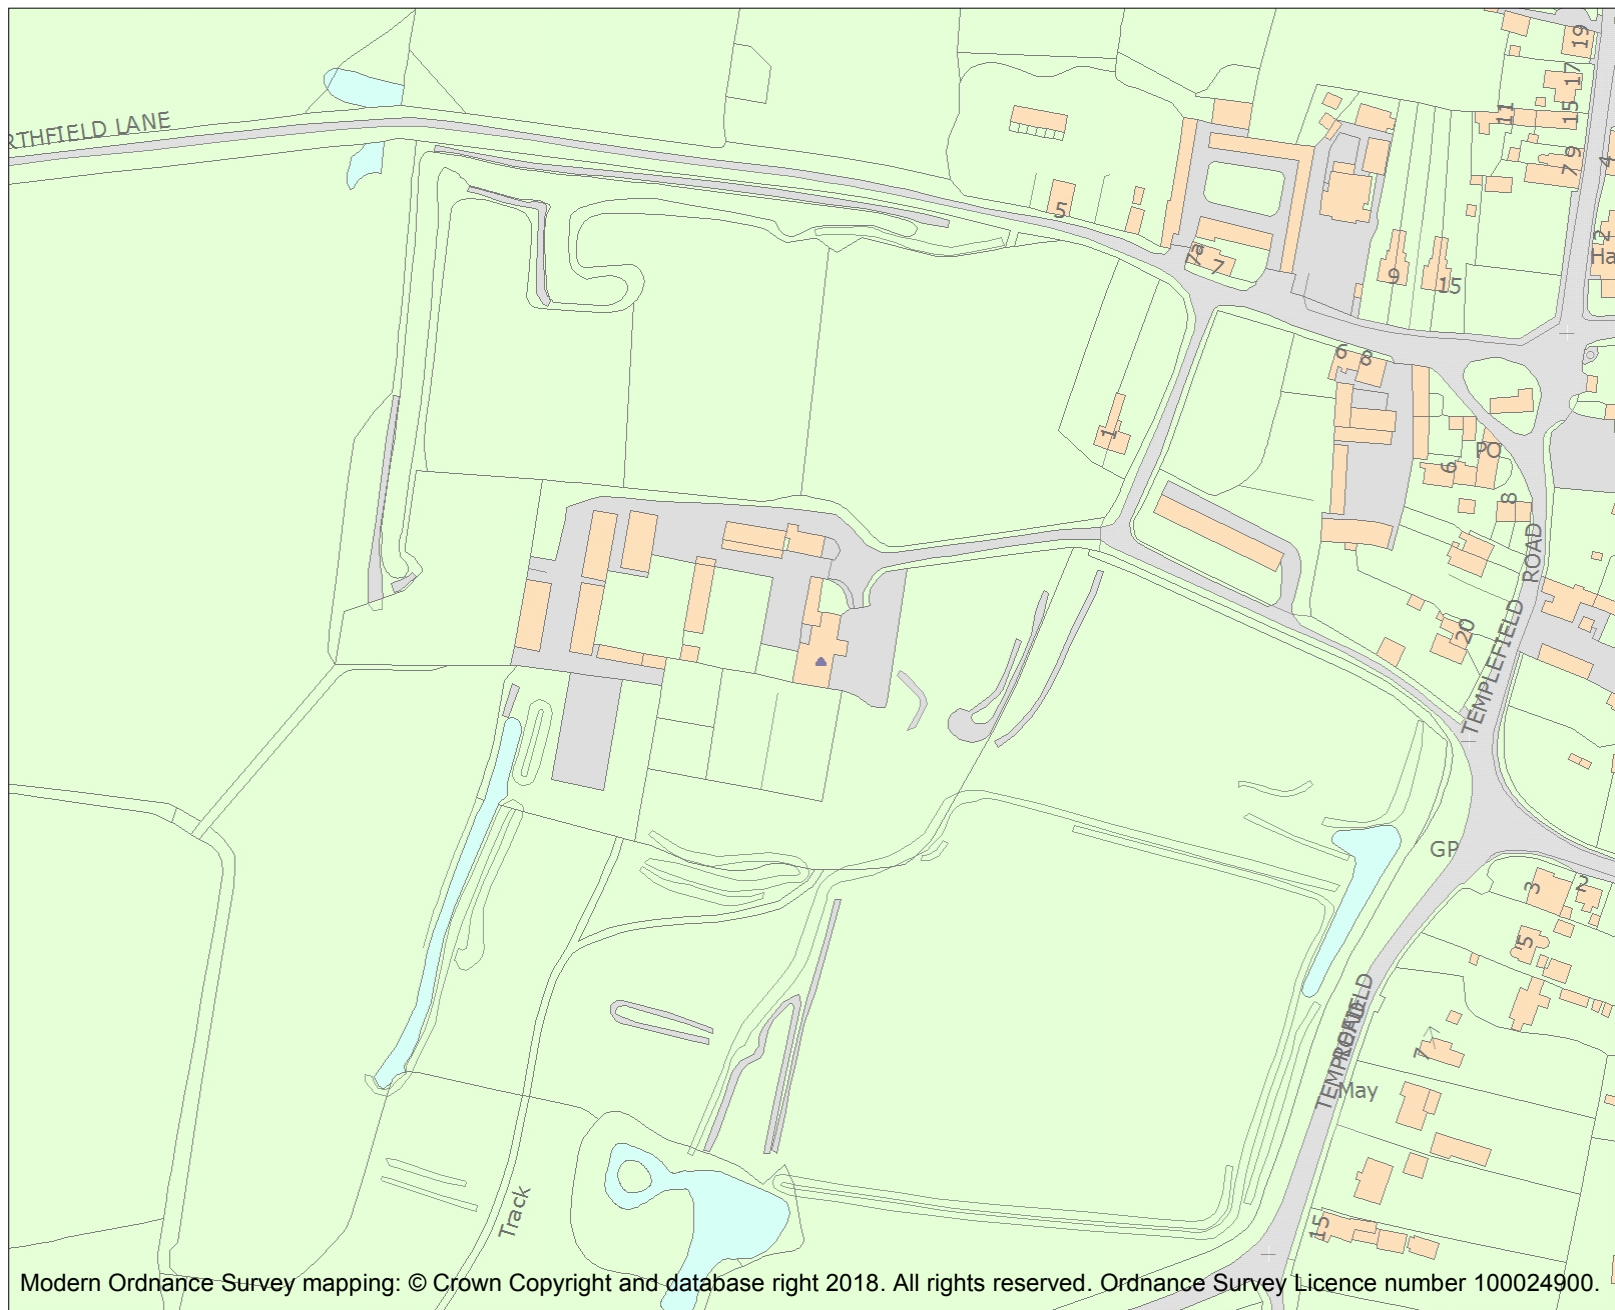 RTHFIELD LANE
19
17
15
11
9
7
4
2
Ha
5
7a
7
9
15
6
8
1
PO
6
8
TEMPLEFIELD ROAD
20
GP
3
2
5
TEMPLEFIELD
ROAD
7
May
15
Track
Modern Ordnance Survey mapping: © Crown Copyright and database right 2018. All rights reserved. Ordnance Survey Licence number 100024900.